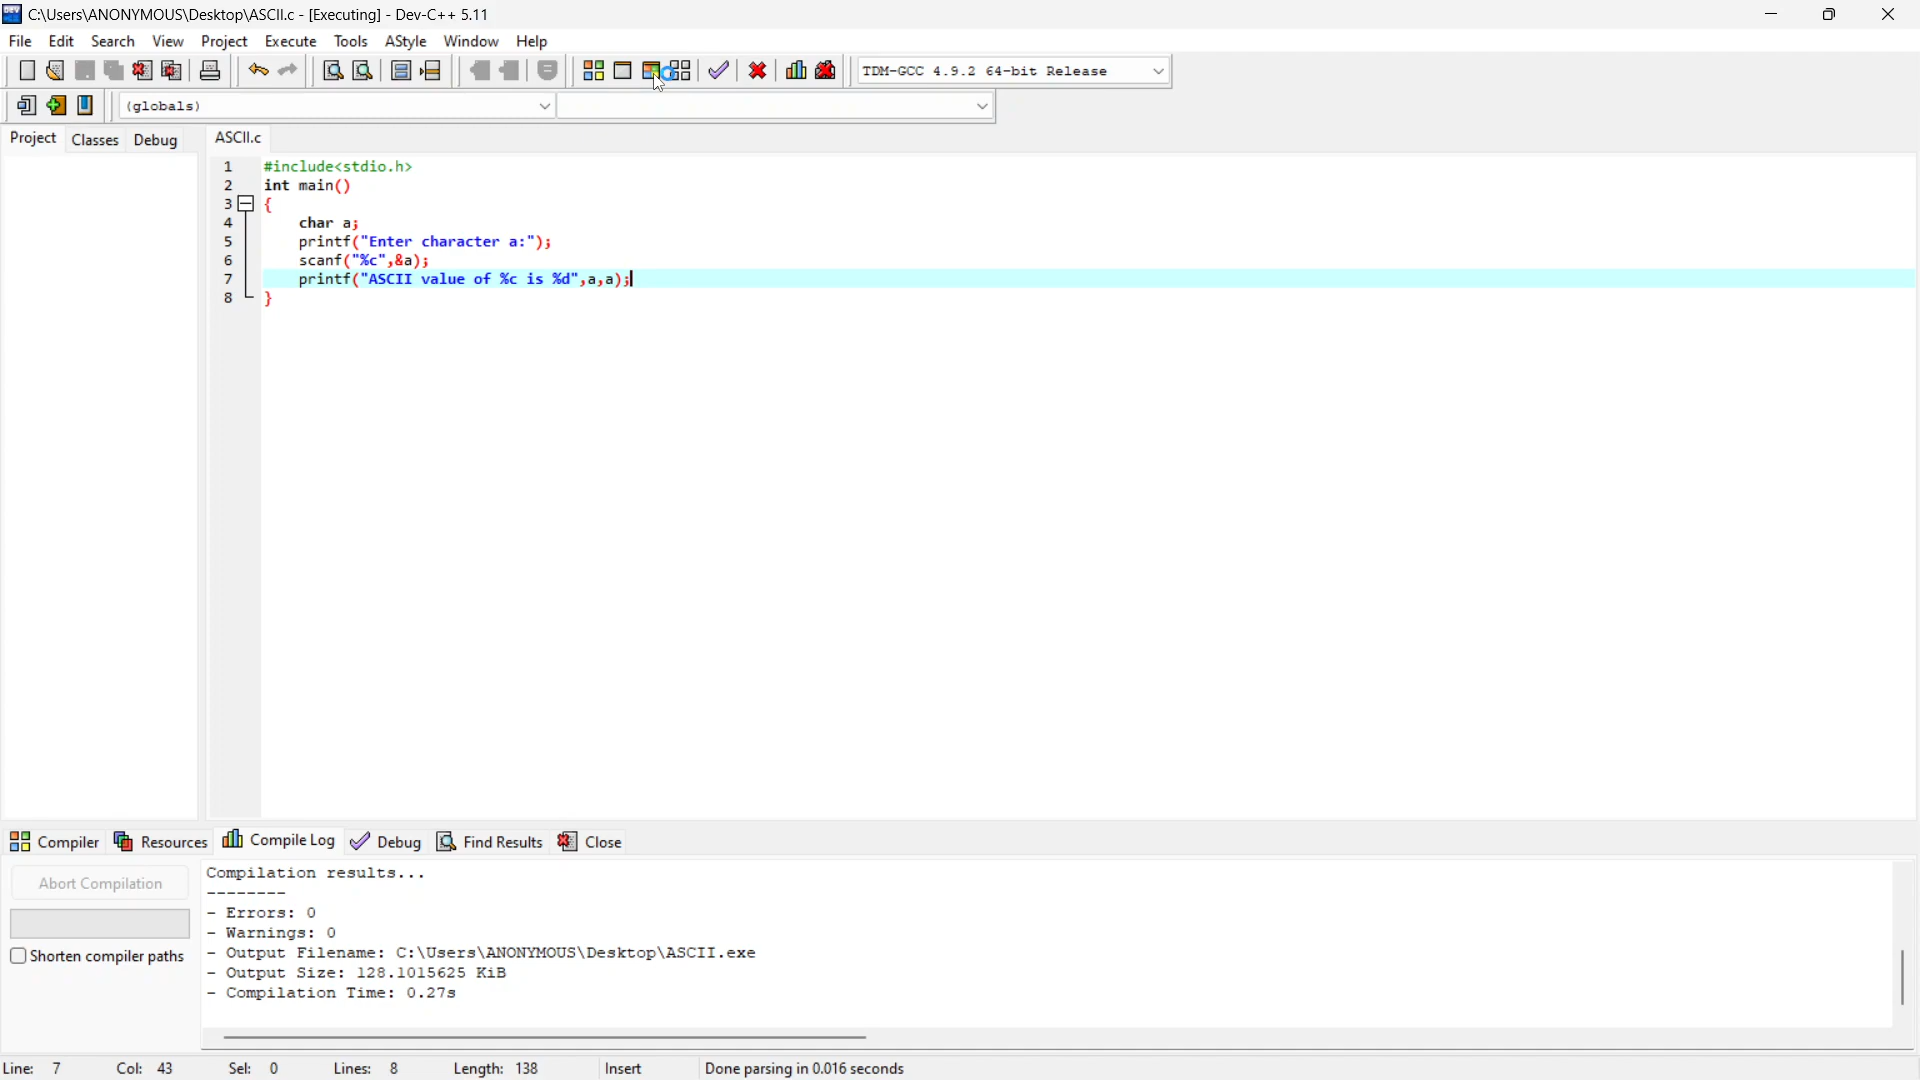 C:\Users\ANONYMOUS\Desktop\ASCII.c - [Executing] - Dev-C++ 5.11
File Edit Search View Project Execute Tools AStyle Window Help
TDM-GCC 4.9.2 64-bit Release
(globals)
Project Classes Debug ASCII.c
1 #include<stdio.h>
2 int main()
3 {
4 char a;
5 printf("Enter character a:");
6 scanf("%c",&a);
7 printf("ASCII value of %c is %d",a,a);
8 }
Compiler Resources Compile Log Debug Find Results Close
Abort Compilation
Shorten compiler paths
Compilation results...
--------
- Errors: 0
- Warnings: 0
- Output Filename: C:\Users\ANONYMOUS\Desktop\ASCII.exe
- Output Size: 128.1015625 KiB
- Compilation Time: 0.27s
Line: 7 Col: 43 Sel: 0 Lines: 8 Length: 138 Insert Done parsing in 0.016 seconds